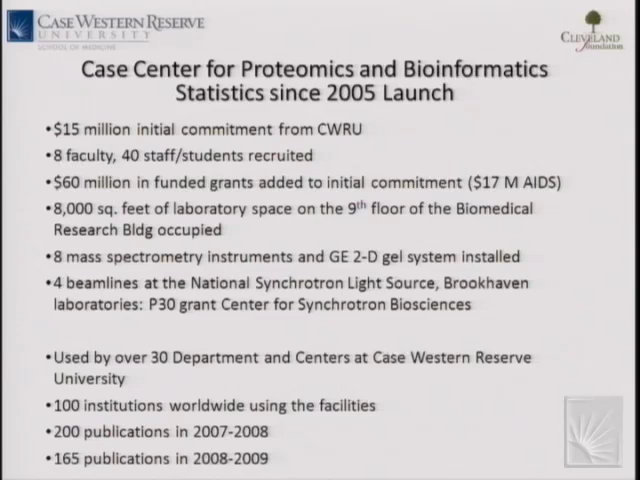 CASE WESTERN RESERVE
UNIVERSITY
SCHOOL OF MEDICINE
CLEVELAND
foundation
Case Center for Proteomics and Bioinformatics
Statistics since 2005 Launch
•$15 million initial commitment from CWRU
•8 faculty, 40 staff/students recruited
•$60 million in funded grants added to initial commitment ($17 M AIDS)
•8,000 sq. feet of laboratory space on the 9th floor of the Biomedical
Research Bldg occupied
•8 mass spectrometry instruments and GE 2-D gel system installed
•4 beamlines at the National Synchrotron Light Source, Brookhaven
laboratories: P30 grant Center for Synchrotron Biosciences
•Used by over 30 Department and Centers at Case Western Reserve
University
•100 institutions worldwide using the facilities
•200 publications in 2007-2008
•165 publications in 2008-2009